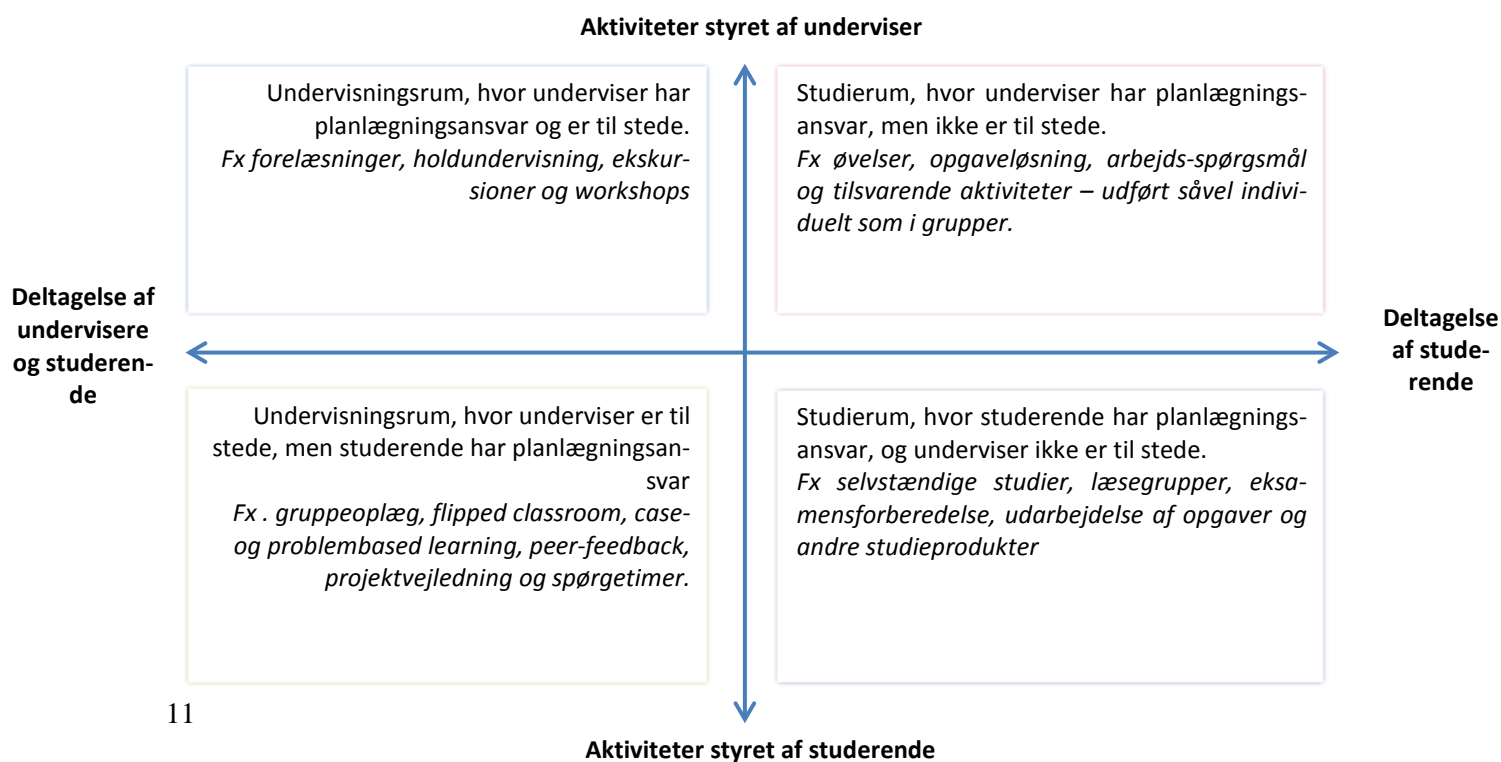 Aktiviteter styret af underviser
Undervisningsrum, hvor underviser har
planlægningsansvar og er til stede.
Fx forelæsninger, holdundervisning, ekskur-
sioner og workshops
Studierum, hvor underviser har planlægnings-
ansvar, men ikke er til stede.
Fx øvelser, opgaveløsning, arbejds-spørgsmål
og tilsvarende aktiviteter – udført såvel indivi-
duelt som i grupper.
Deltagelse af
undervisere
og studeren-
de
Deltagelse
af stude-
rende
Undervisningsrum, hvor underviser er til
stede, men studerende har planlægningsan-
svar
Fx . gruppeoplæg, flipped classroom, case-
og problembased learning, peer-feedback,
projektvejledning og spørgetimer.
Studierum, hvor studerende har planlægnings-
ansvar, og underviser ikke er til stede.
Fx selvstændige studier, læsegrupper, eksa-
mensforberedelse, udarbejdelse af opgaver og
andre studieprodukter
11
Aktiviteter styret af studerende